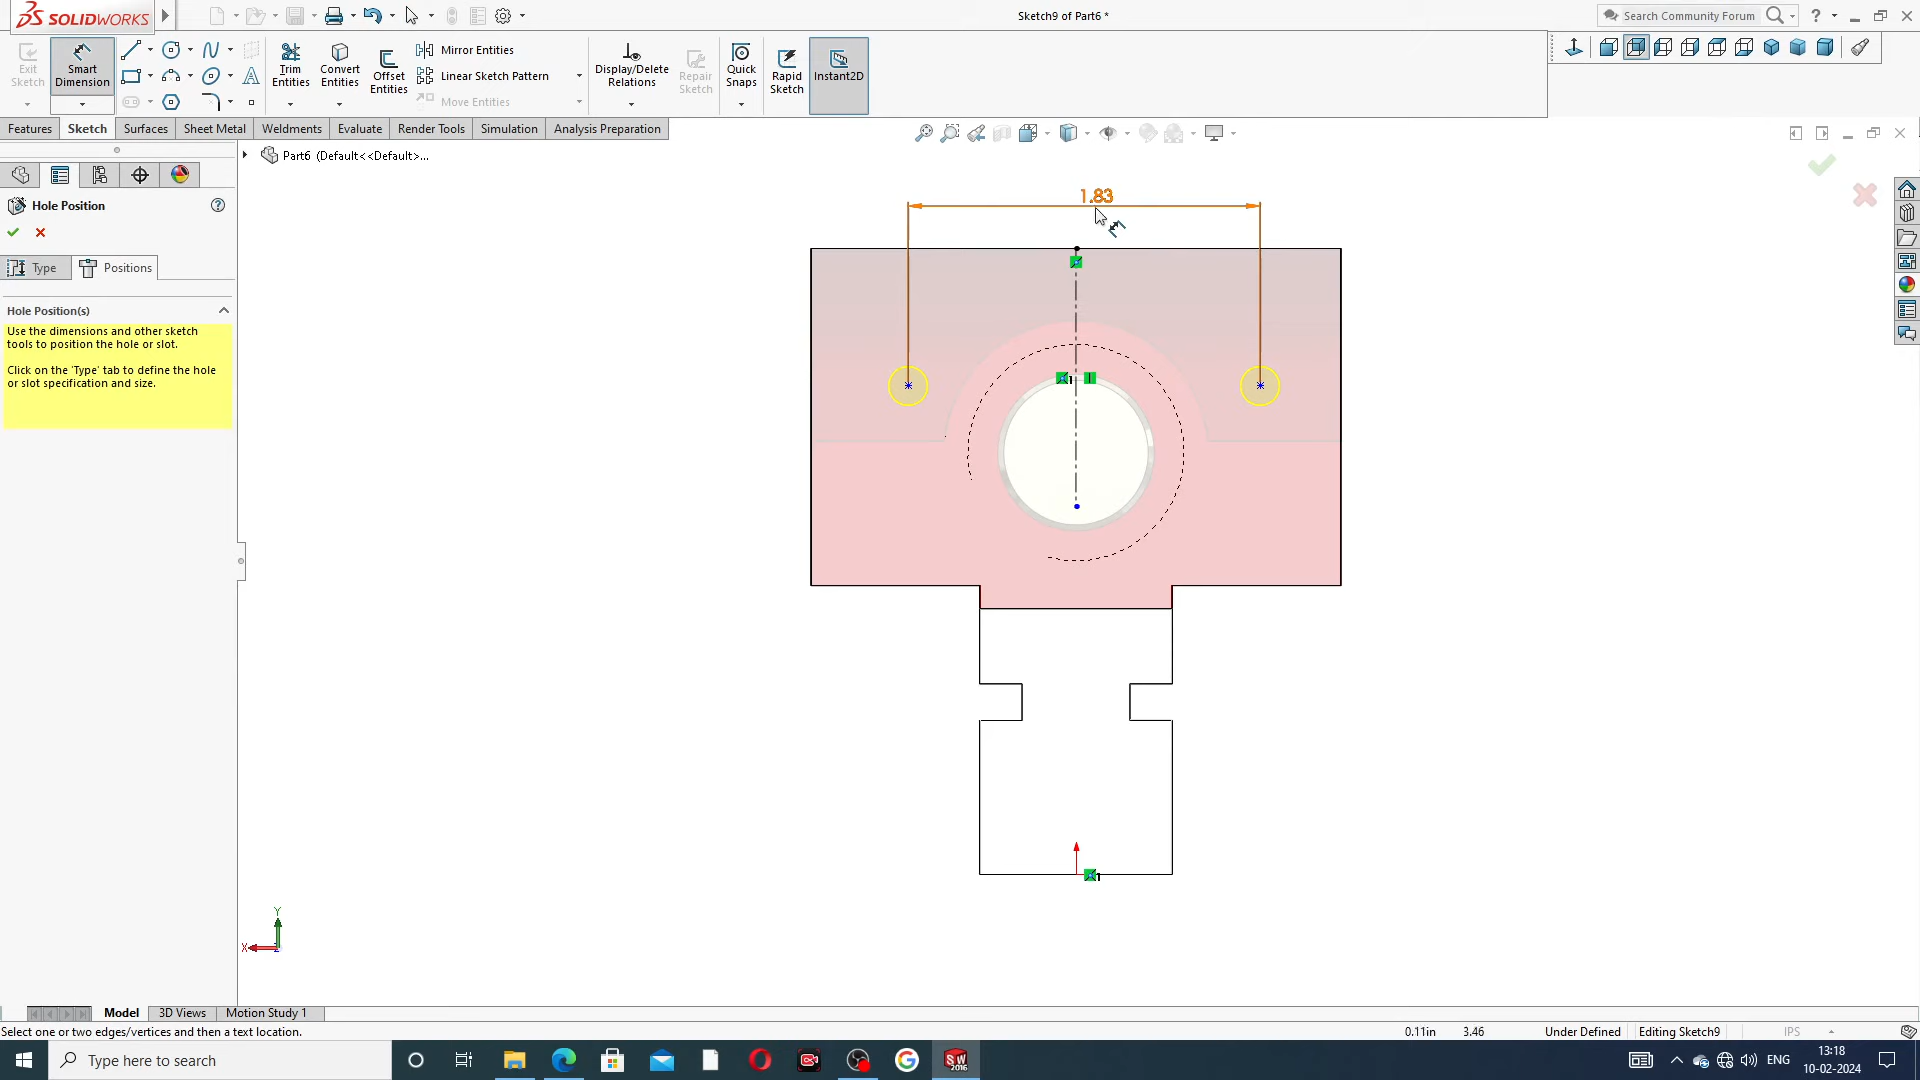 SOLIDWORKS
Sketch9 of Part6 *
Search Community Forum
Exit Sketch
Smart Dimension
Trim Entities
Convert Entities
Offset Entities
Mirror Entities
Linear Sketch Pattern
Move Entities
Display/Delete Relations
Repair Sketch
Quick Snaps
Rapid Sketch
Instant2D
Features
Sketch
Surfaces
Sheet Metal
Weldments
Evaluate
Render Tools
Simulation
Analysis Preparation
Part6 (Default<<Default>...
Hole Position
Type
Positions
Hole Position(s)
Use the dimensions and other sketch
tools to position the hole or slot.
Click on the 'Type' tab to define the hole
or slot specification and size.
1.83
1
1
Y
X
Model
3D Views
Motion Study 1
Select one or two edges/vertices and then a text location.
0.11in
3.46
Under Defined
Editing Sketch9
IPS
Type here to search
ENG
13:18
10-02-2024